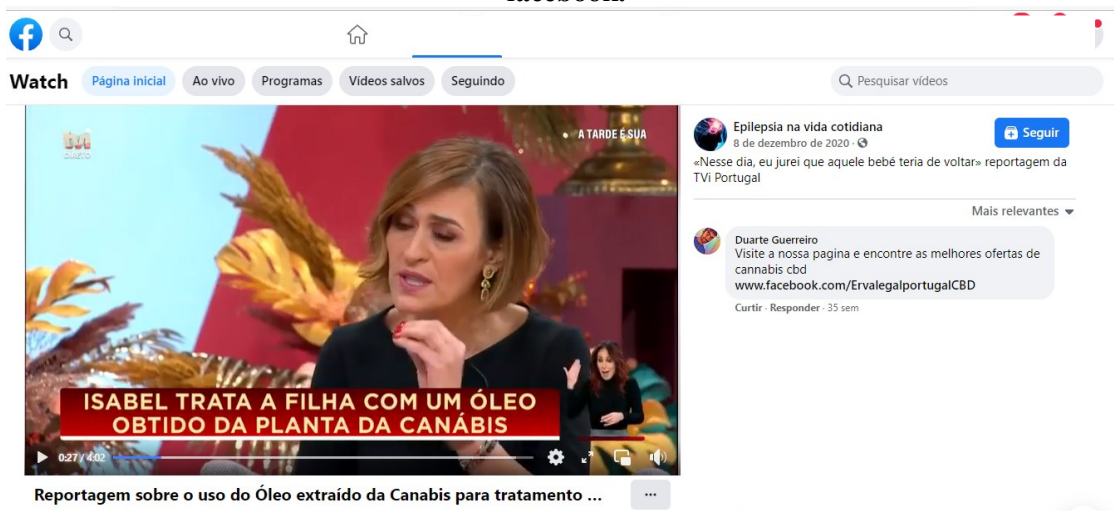 facebook.
Watch Página inicial Ao vivo Programas Vídeos salvos Seguindo
Pesquisar vídeos
tvi
DIRETO
A TARDE É SUA
ISABEL TRATA A FILHA COM UM ÓLEO
OBTIDO DA PLANTA DA CANÁBIS
0:27 / 4:02
Reportagem sobre o uso do Óleo extraído da Canabis para tratamento ...
Epilepsia na vida cotidiana
8 de dezembro de 2020 ·
Seguir
«Nesse dia, eu jurei que aquele bebé teria de voltar» reportagem da
TVi Portugal
Mais relevantes
Duarte Guerreiro
Visite a nossa pagina e encontre as melhores ofertas de
cannabis cbd
www.facebook.com/ErvalegalportugalCBD
Curtir · Responder · 35 sem